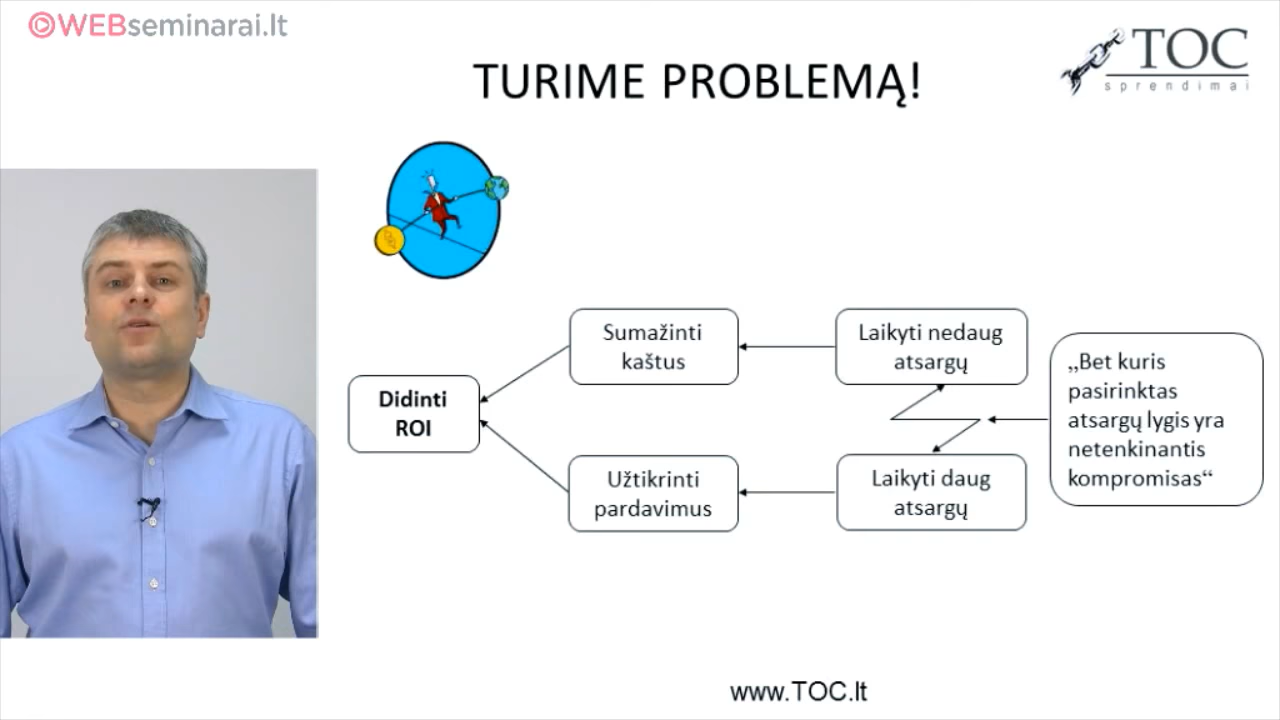 ©WEBseminarai.lt
TOC
sprendimai
TURIME PROBLEMĄ!
Didinti
ROI
Sumažinti
kaštus
Užtikrinti
pardavimus
Laikyti nedaug
atsargų
Laikyti daug
atsargų
„Bet kuris
pasirinktas
atsargų lygis yra
netenkinantis
kompromisas“
www.TOC.lt